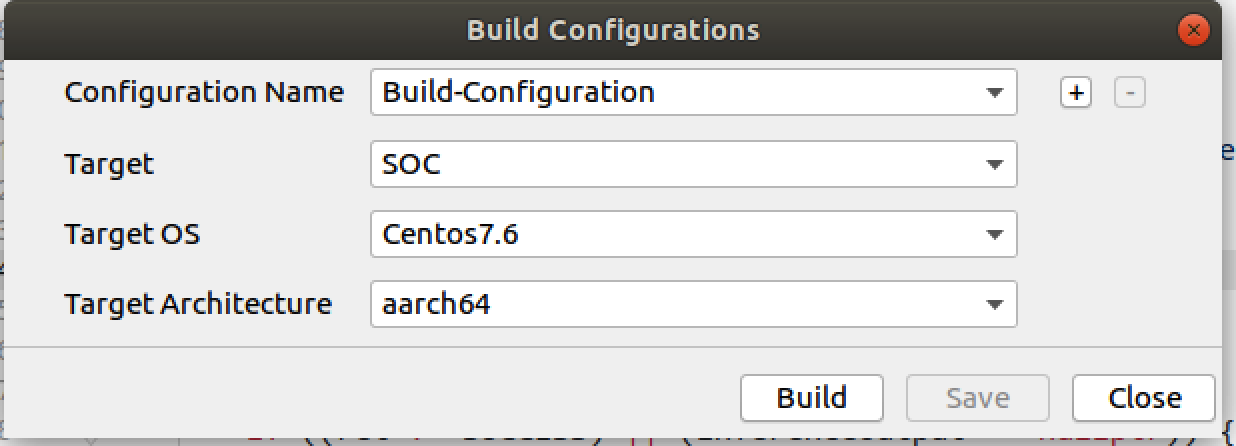 Build Configurations
Configuration Name Build-Configuration + -
Target SOC
Target OS Centos7.6
Target Architecture aarch64
Build Save Close